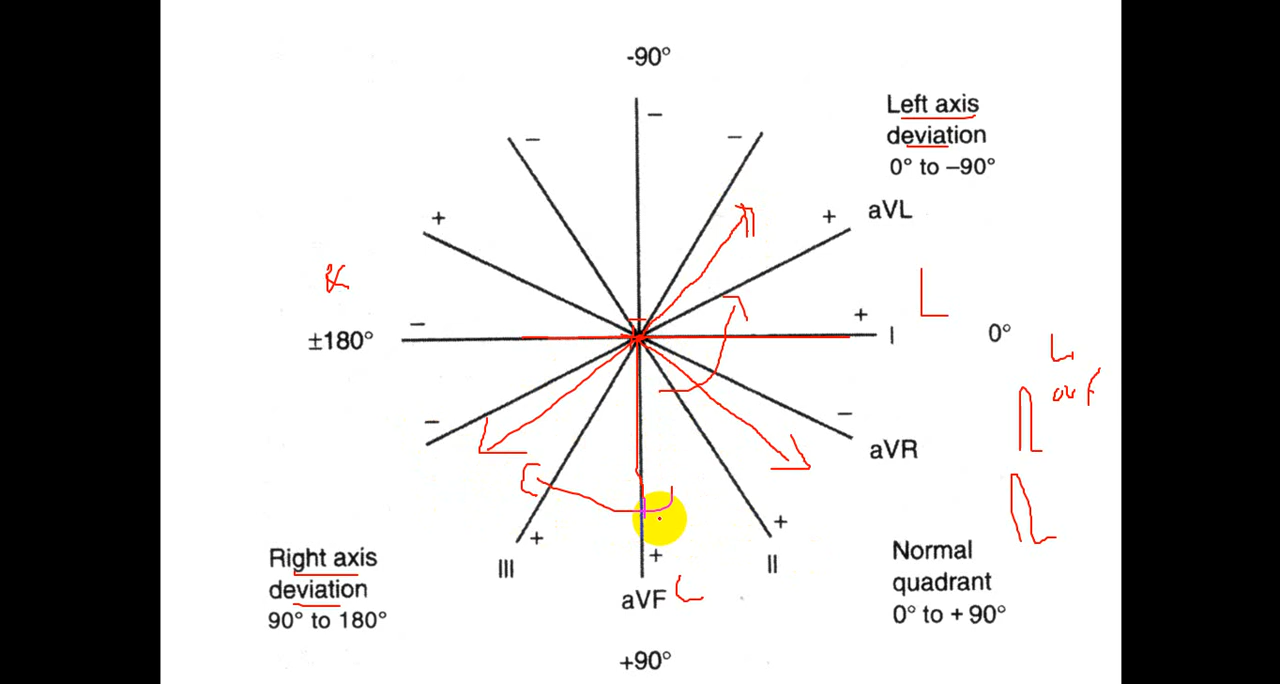 -90°
−
−
−
Left axis
deviation
0° to –90°
+
+
aVL
L
−
+
I
±180°
0°
L
avf
−
−
aVR
+
+
+
III
II
aVF
Right axis
deviation
90° to 180°
Normal
quadrant
0° to + 90°
+90°